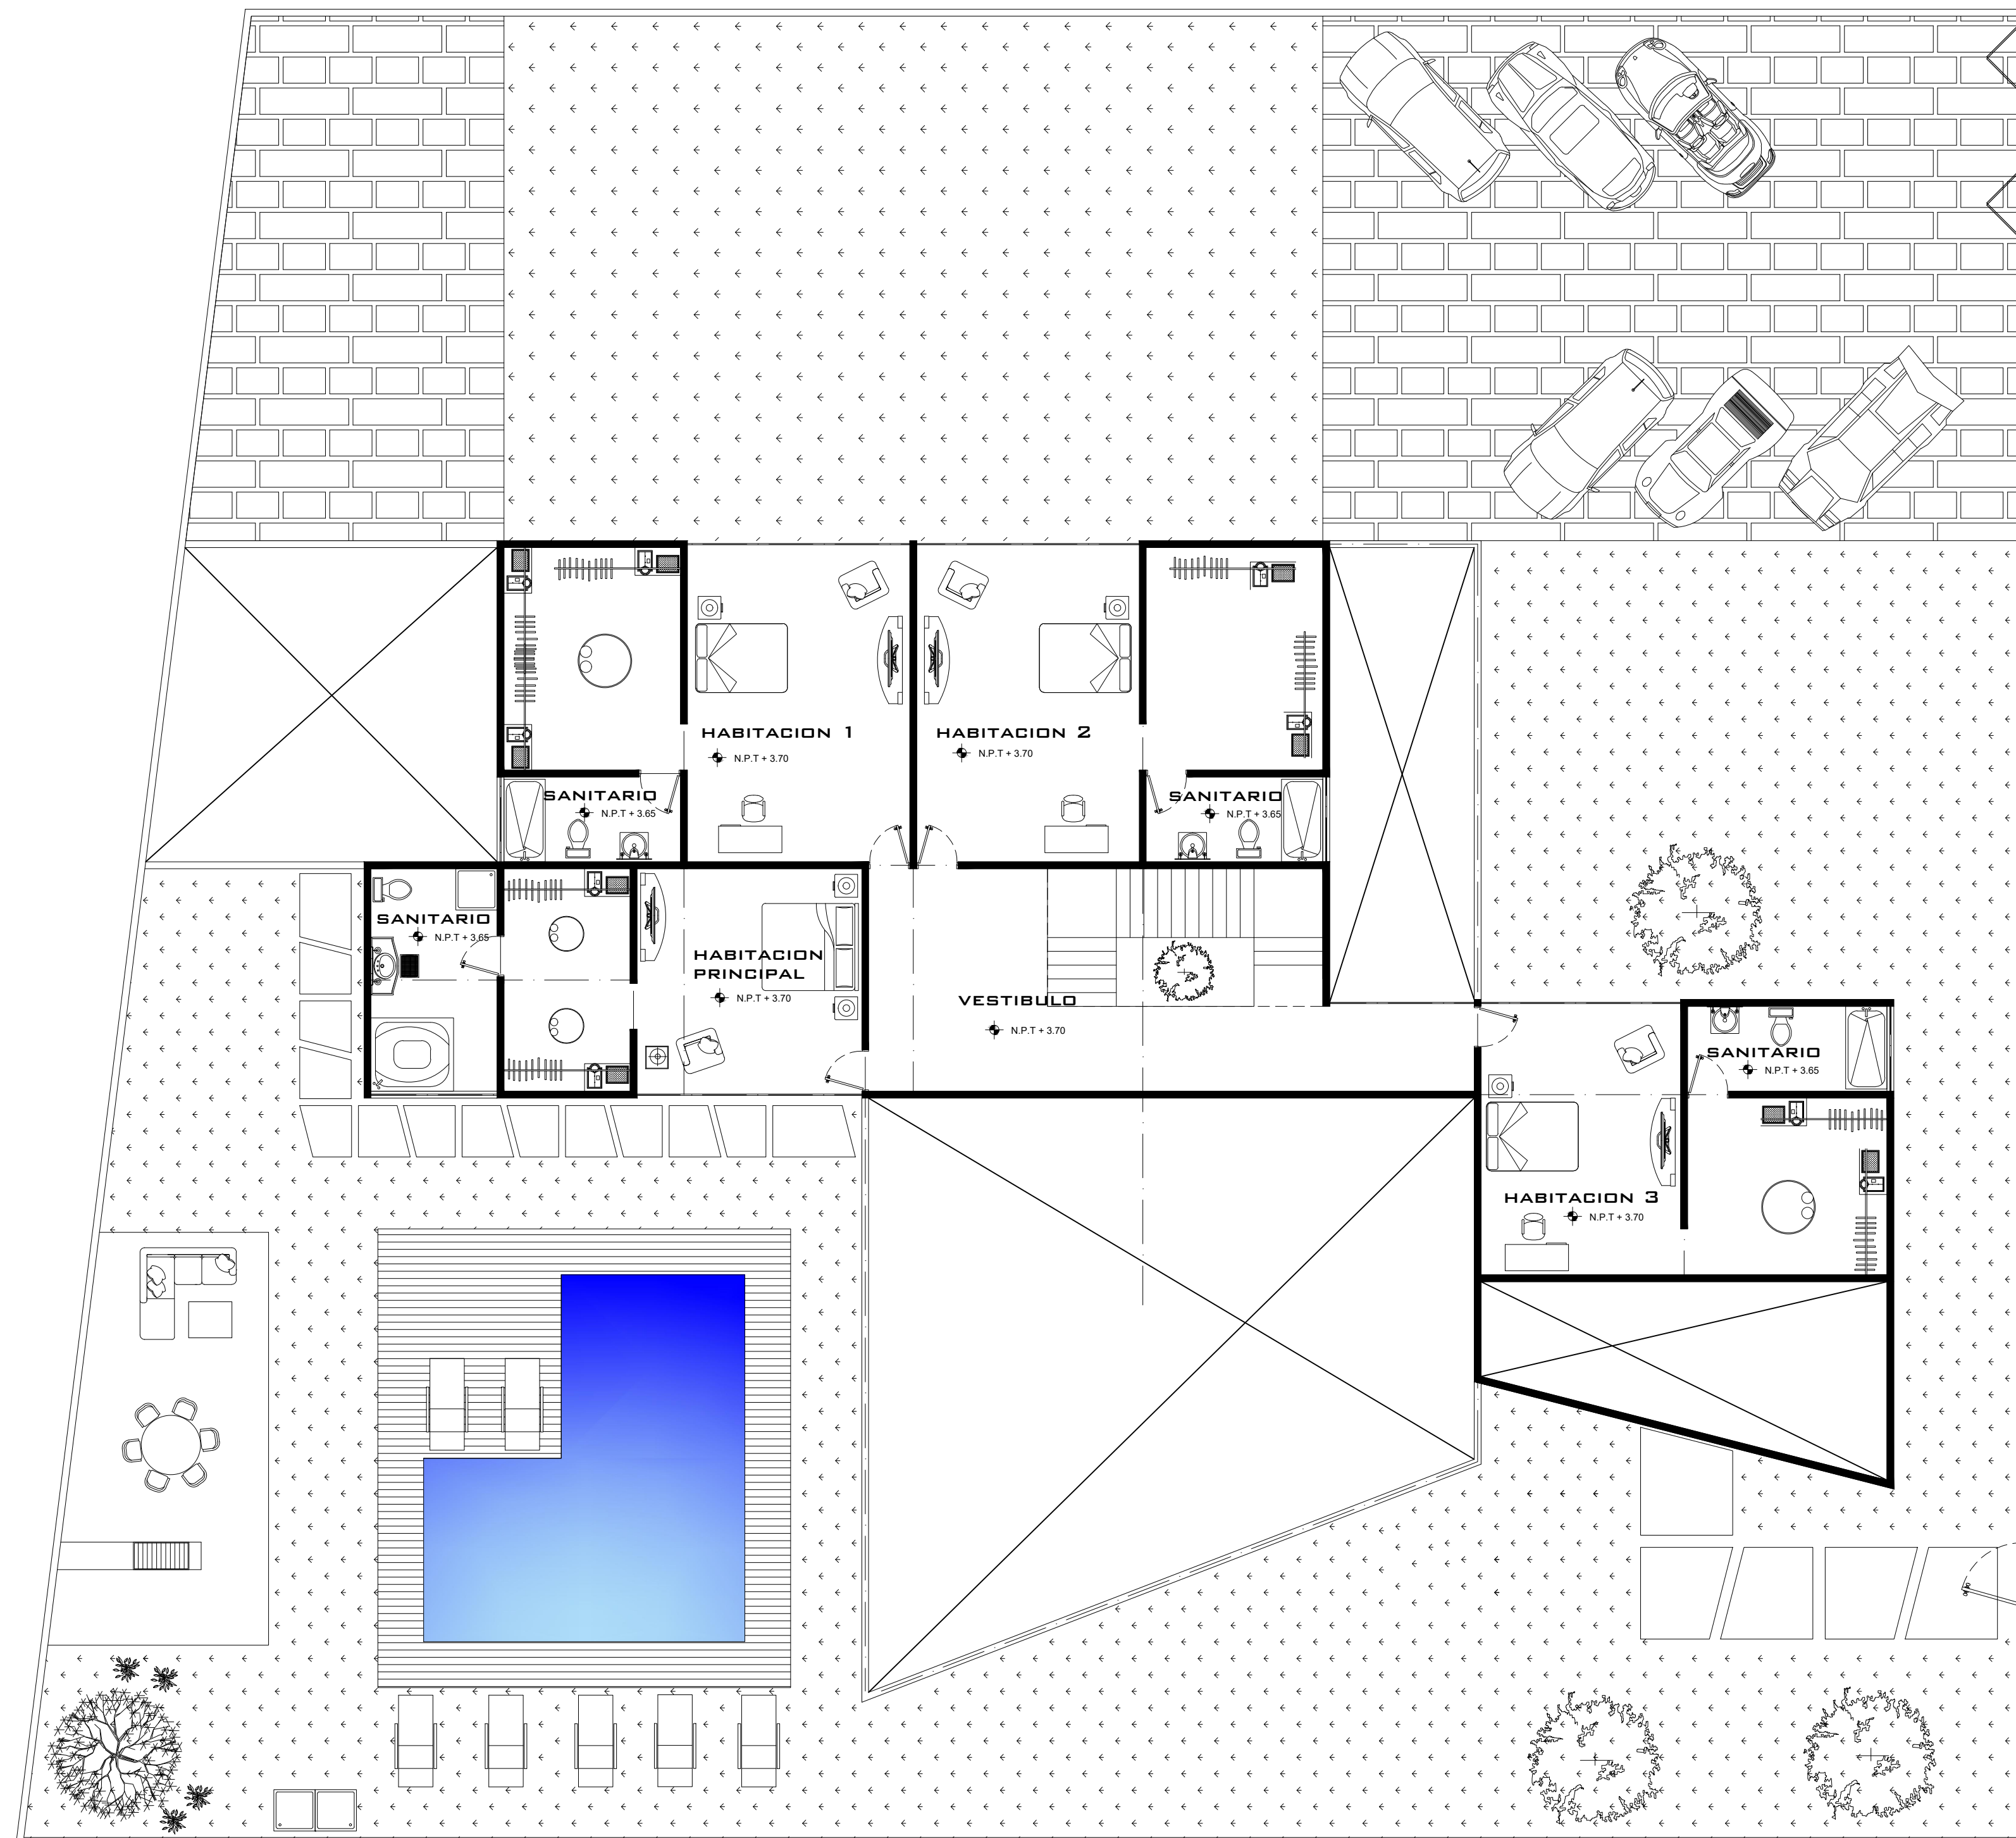 HABITACION 1
N.P.T + 3.70
HABITACION 2
N.P.T + 3.70
SANITARIO
N.P.T + 3.65
SANITARIO
N.P.T + 3.65
SANITARIO
N.P.T + 3.65
HABITACION
PRINCIPAL
N.P.T + 3.70
VESTIBULO
N.P.T + 3.70
SANITARIO
N.P.T + 3.65
HABITACION 3
N.P.T + 3.70